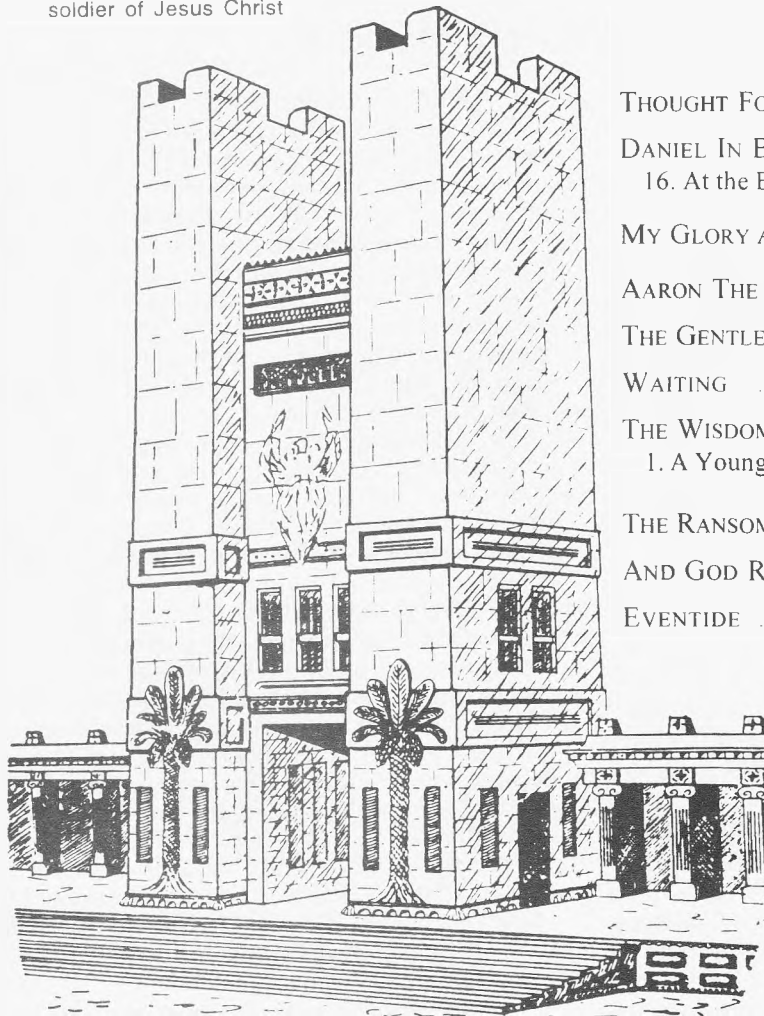 soldier of Jesus Christ
THOUGHT FO
DANIEL IN B
16. At the E
MY GLORY A
AARON THE
THE GENTLE
WAITING .
THE WISDOM
1. A Young
THE RANSOM
AND GOD R
EVENTIDE .